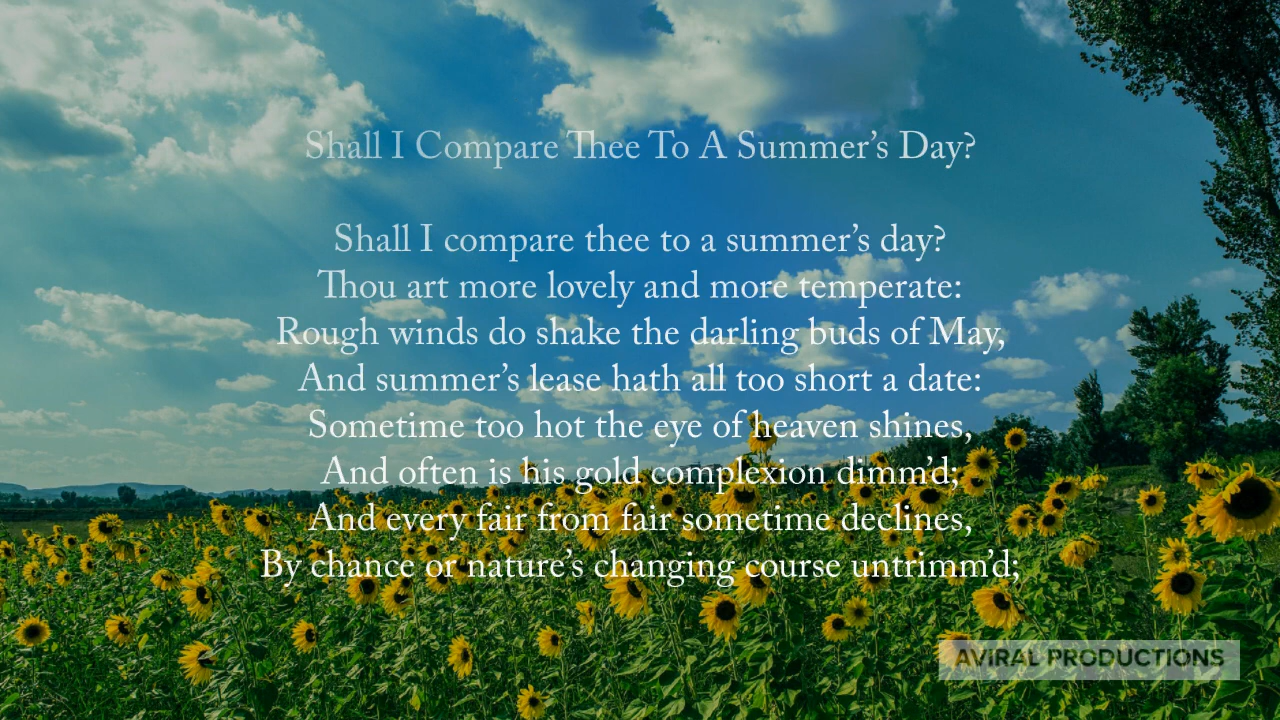 Shall I Compare Thee To A Summer’s Day?
Shall I compare thee to a summer’s day?
Thou art more lovely and more temperate:
Rough winds do shake the darling buds of May,
And summer’s lease hath all too short a date:
Sometime too hot the eye of heaven shines,
And often is his gold complexion dimm’d;
And every fair from fair sometime declines,
By chance or nature’s changing course untrimm’d;
AVIRAL PRODUCTIONS